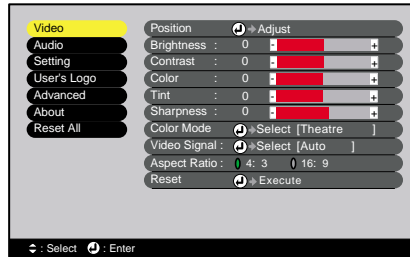 Video
Audio
Setting
User's Logo
Advanced
About
Reset All
Position Adjust
Brightness : 0 - +
Contrast : 0 - +
Color : 0 - +
Tint : 0 - +
Sharpness : 0 - +
Color Mode Select [Theatre ]
Video Signal : Select [Auto ]
Aspect Ratio : 4: 3 16: 9
Reset Execute
: Select : Enter